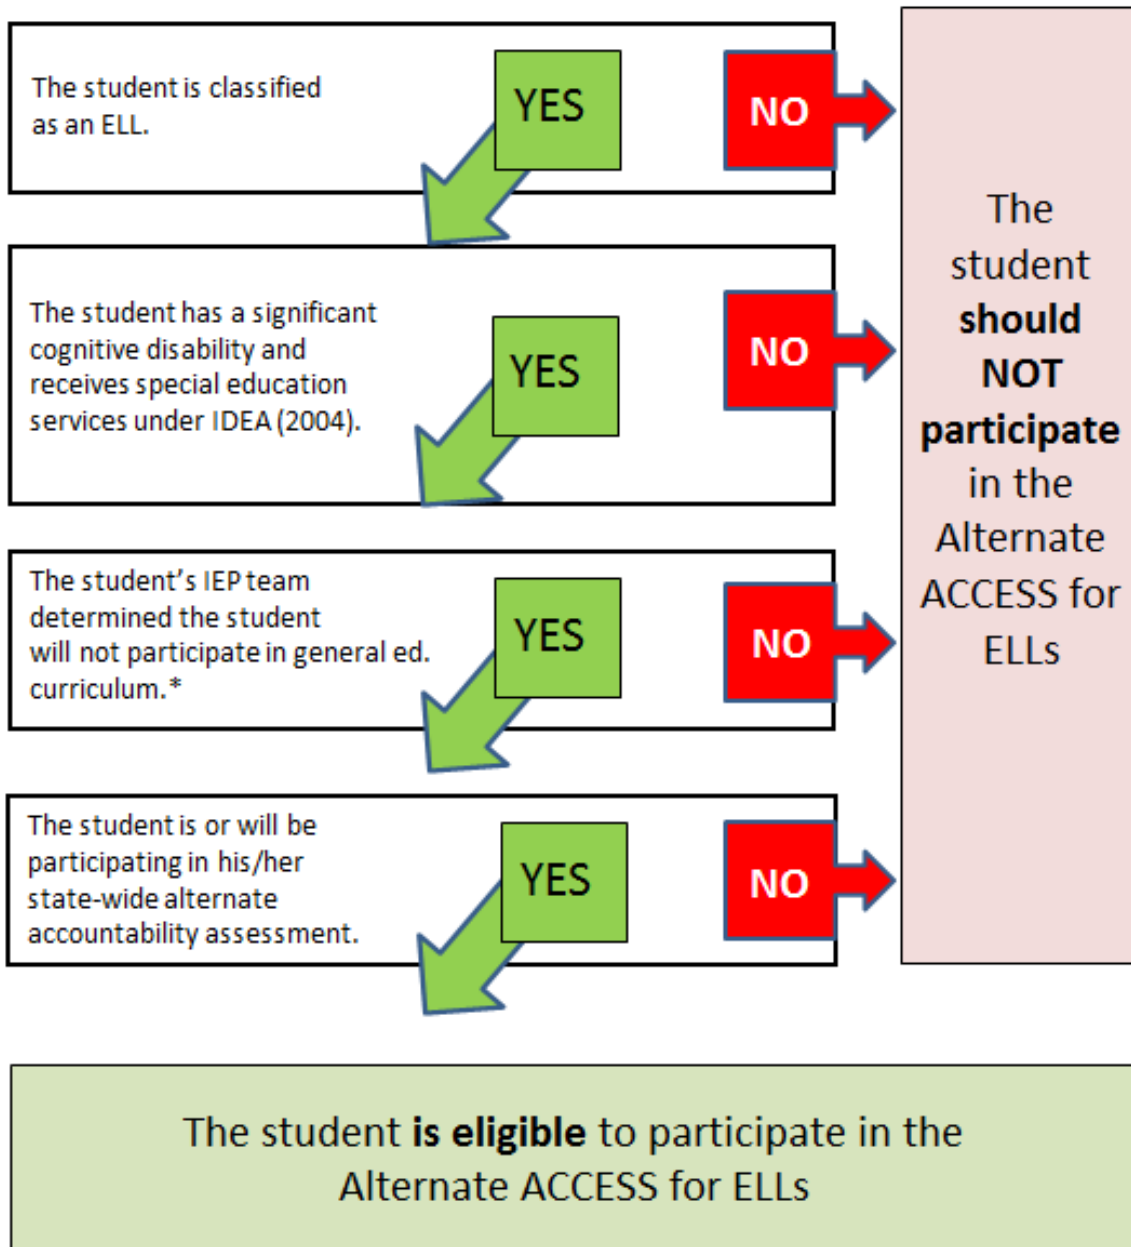 The student is classified
as an ELL.
YES
NO
The student has a significant
cognitive disability and
receives special education
services under IDEA (2004).
YES
NO
The student's IEP team
determined the student
will not participate in general ed.
curriculum.*
YES
NO
The student is or will be
participating in his/her
state-wide alternate
accountability assessment.
YES
NO
The
student
should
NOT
participate
in the
Alternate
ACCESS for
ELLs
The student is eligible to participate in the
Alternate ACCESS for ELLs